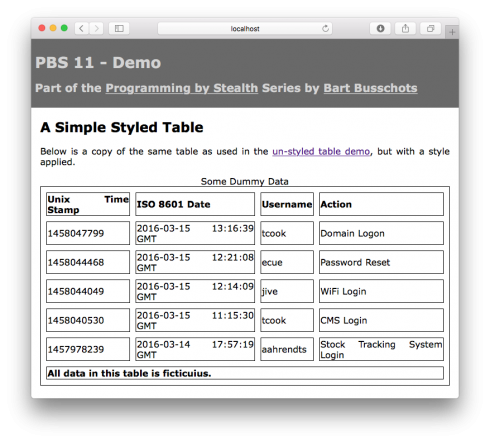 localhost
PBS 11 - Demo
Part of the Programming by Stealth Series by Bart Busschots
A Simple Styled Table
Below is a copy of the same table as used in the un-styled table demo, but with a style
applied.
Some Dummy Data
Unix Time
Stamp
ISO 8601 Date
Username
Action
1458047799
2016-03-15 13:16:39
GMT
tcook
Domain Logon
1458044468
2016-03-15 12:21:08
GMT
ecue
Password Reset
1458044049
2016-03-15 12:14:09
GMT
jive
WiFi Login
1458040530
2016-03-15 11:15:30
GMT
tcook
CMS Login
1457978239
2016-03-14 17:57:19
GMT
aahrendts
Stock Tracking System
Login
All data in this table is ficticuius.